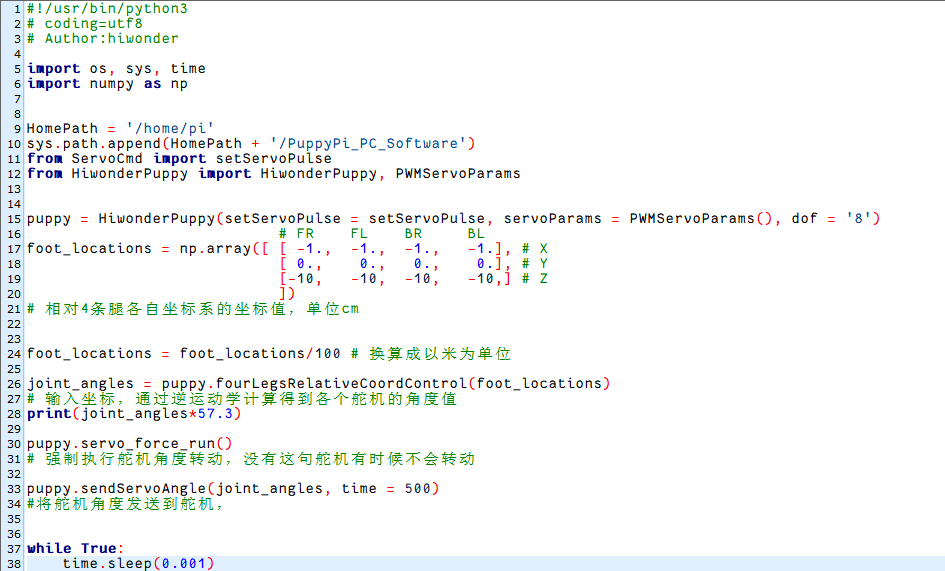 1 #!/usr/bin/python3
2 # coding=utf8
3 # Author:hiwonder
4
5 import os, sys, time
6 import numpy as np
7
8
9 HomePath = '/home/pi'
10 sys.path.append(HomePath + '/PuppyPi_PC_Software')
11 from ServoCmd import setServoPulse
12 from HiwonderPuppy import HiwonderPuppy, PWMServoParams
13
14
15 puppy = HiwonderPuppy(setServoPulse = setServoPulse, servoParams = PWMServoParams(), dof = '8')
16                             # FR    FL    BR    BL
17 foot_locations = np.array([ [ -1.,  -1.,  -1.,   -1.], # X
18                             [ 0.,    0.,   0.,    0.], # Y
19                             [-10,   -10,  -10,   -10,] # Z
20                             ])
21 # 相对4条腿各自坐标系的坐标值，单位cm
22
23
24 foot_locations = foot_locations/100 # 换算成以米为单位
25
26 joint_angles = puppy.fourLegsRelativeCoordControl(foot_locations)
27 # 输入坐标，通过逆运动学计算得到各个舵机的角度值
28 print(joint_angles*57.3)
29
30 puppy.servo_force_run()
31 # 强制执行舵机角度转动，没有这句舵机有时候不会转动
32
33 puppy.sendServoAngle(joint_angles, time = 500)
34 #将舵机角度发送到舵机，
35
36
37 while True:
38     time.sleep(0.001)